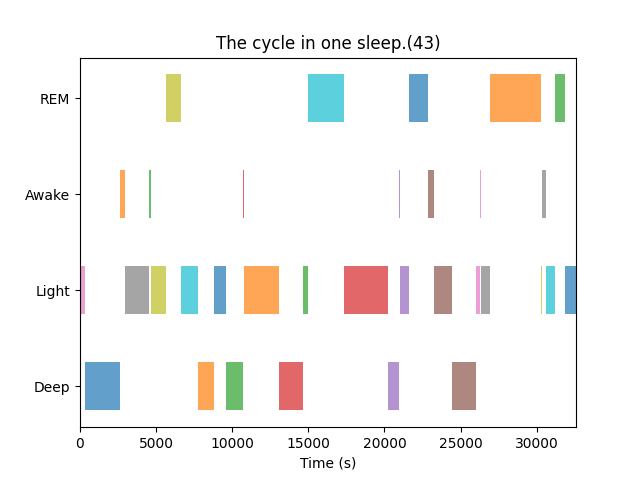 The cycle in one sleep.(43)
REM
Awake
Light
Deep
0 5000 10000 15000 20000 25000 30000
Time (s)